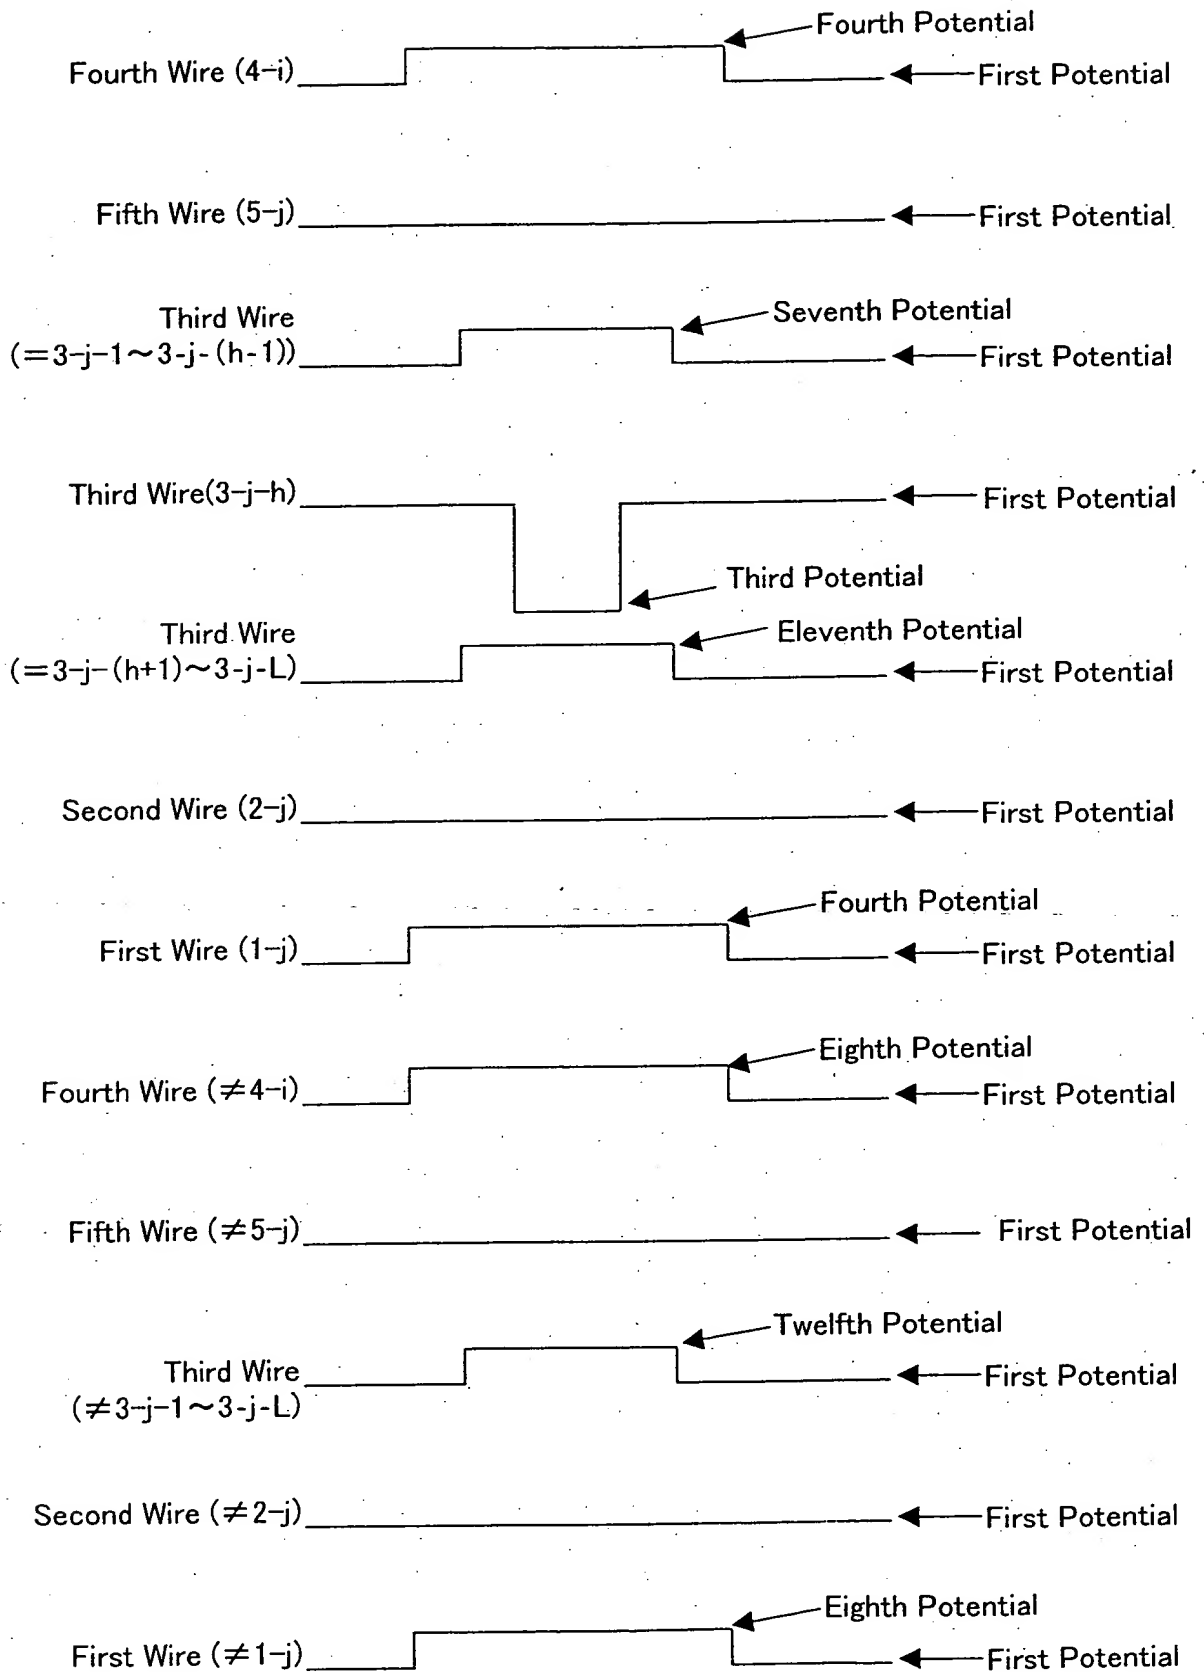 Fourth Potential
Fourth Wire (4-i)
First Potential
Fifth Wire (5-j)
First Potential
Third Wire
(=3-j-1~3-j-(h-1))
Seventh Potential
First Potential
Third Wire(3-j-h)
First Potential
Third Potential
Third Wire
(=3-j-(h+1)~3-j-L)
Eleventh Potential
First Potential
Second Wire (2-j)
First Potential
Fourth Potential
First Wire (1-j)
First Potential
Eighth Potential
Fourth Wire (≠4-i)
First Potential
Fifth Wire (≠5-j)
First Potential
Twelfth Potential
Third Wire
(≠3-j-1~3-j-L)
First Potential
Second Wire (≠2-j)
First Potential
Eighth Potential
First Wire (≠1-j)
First Potential